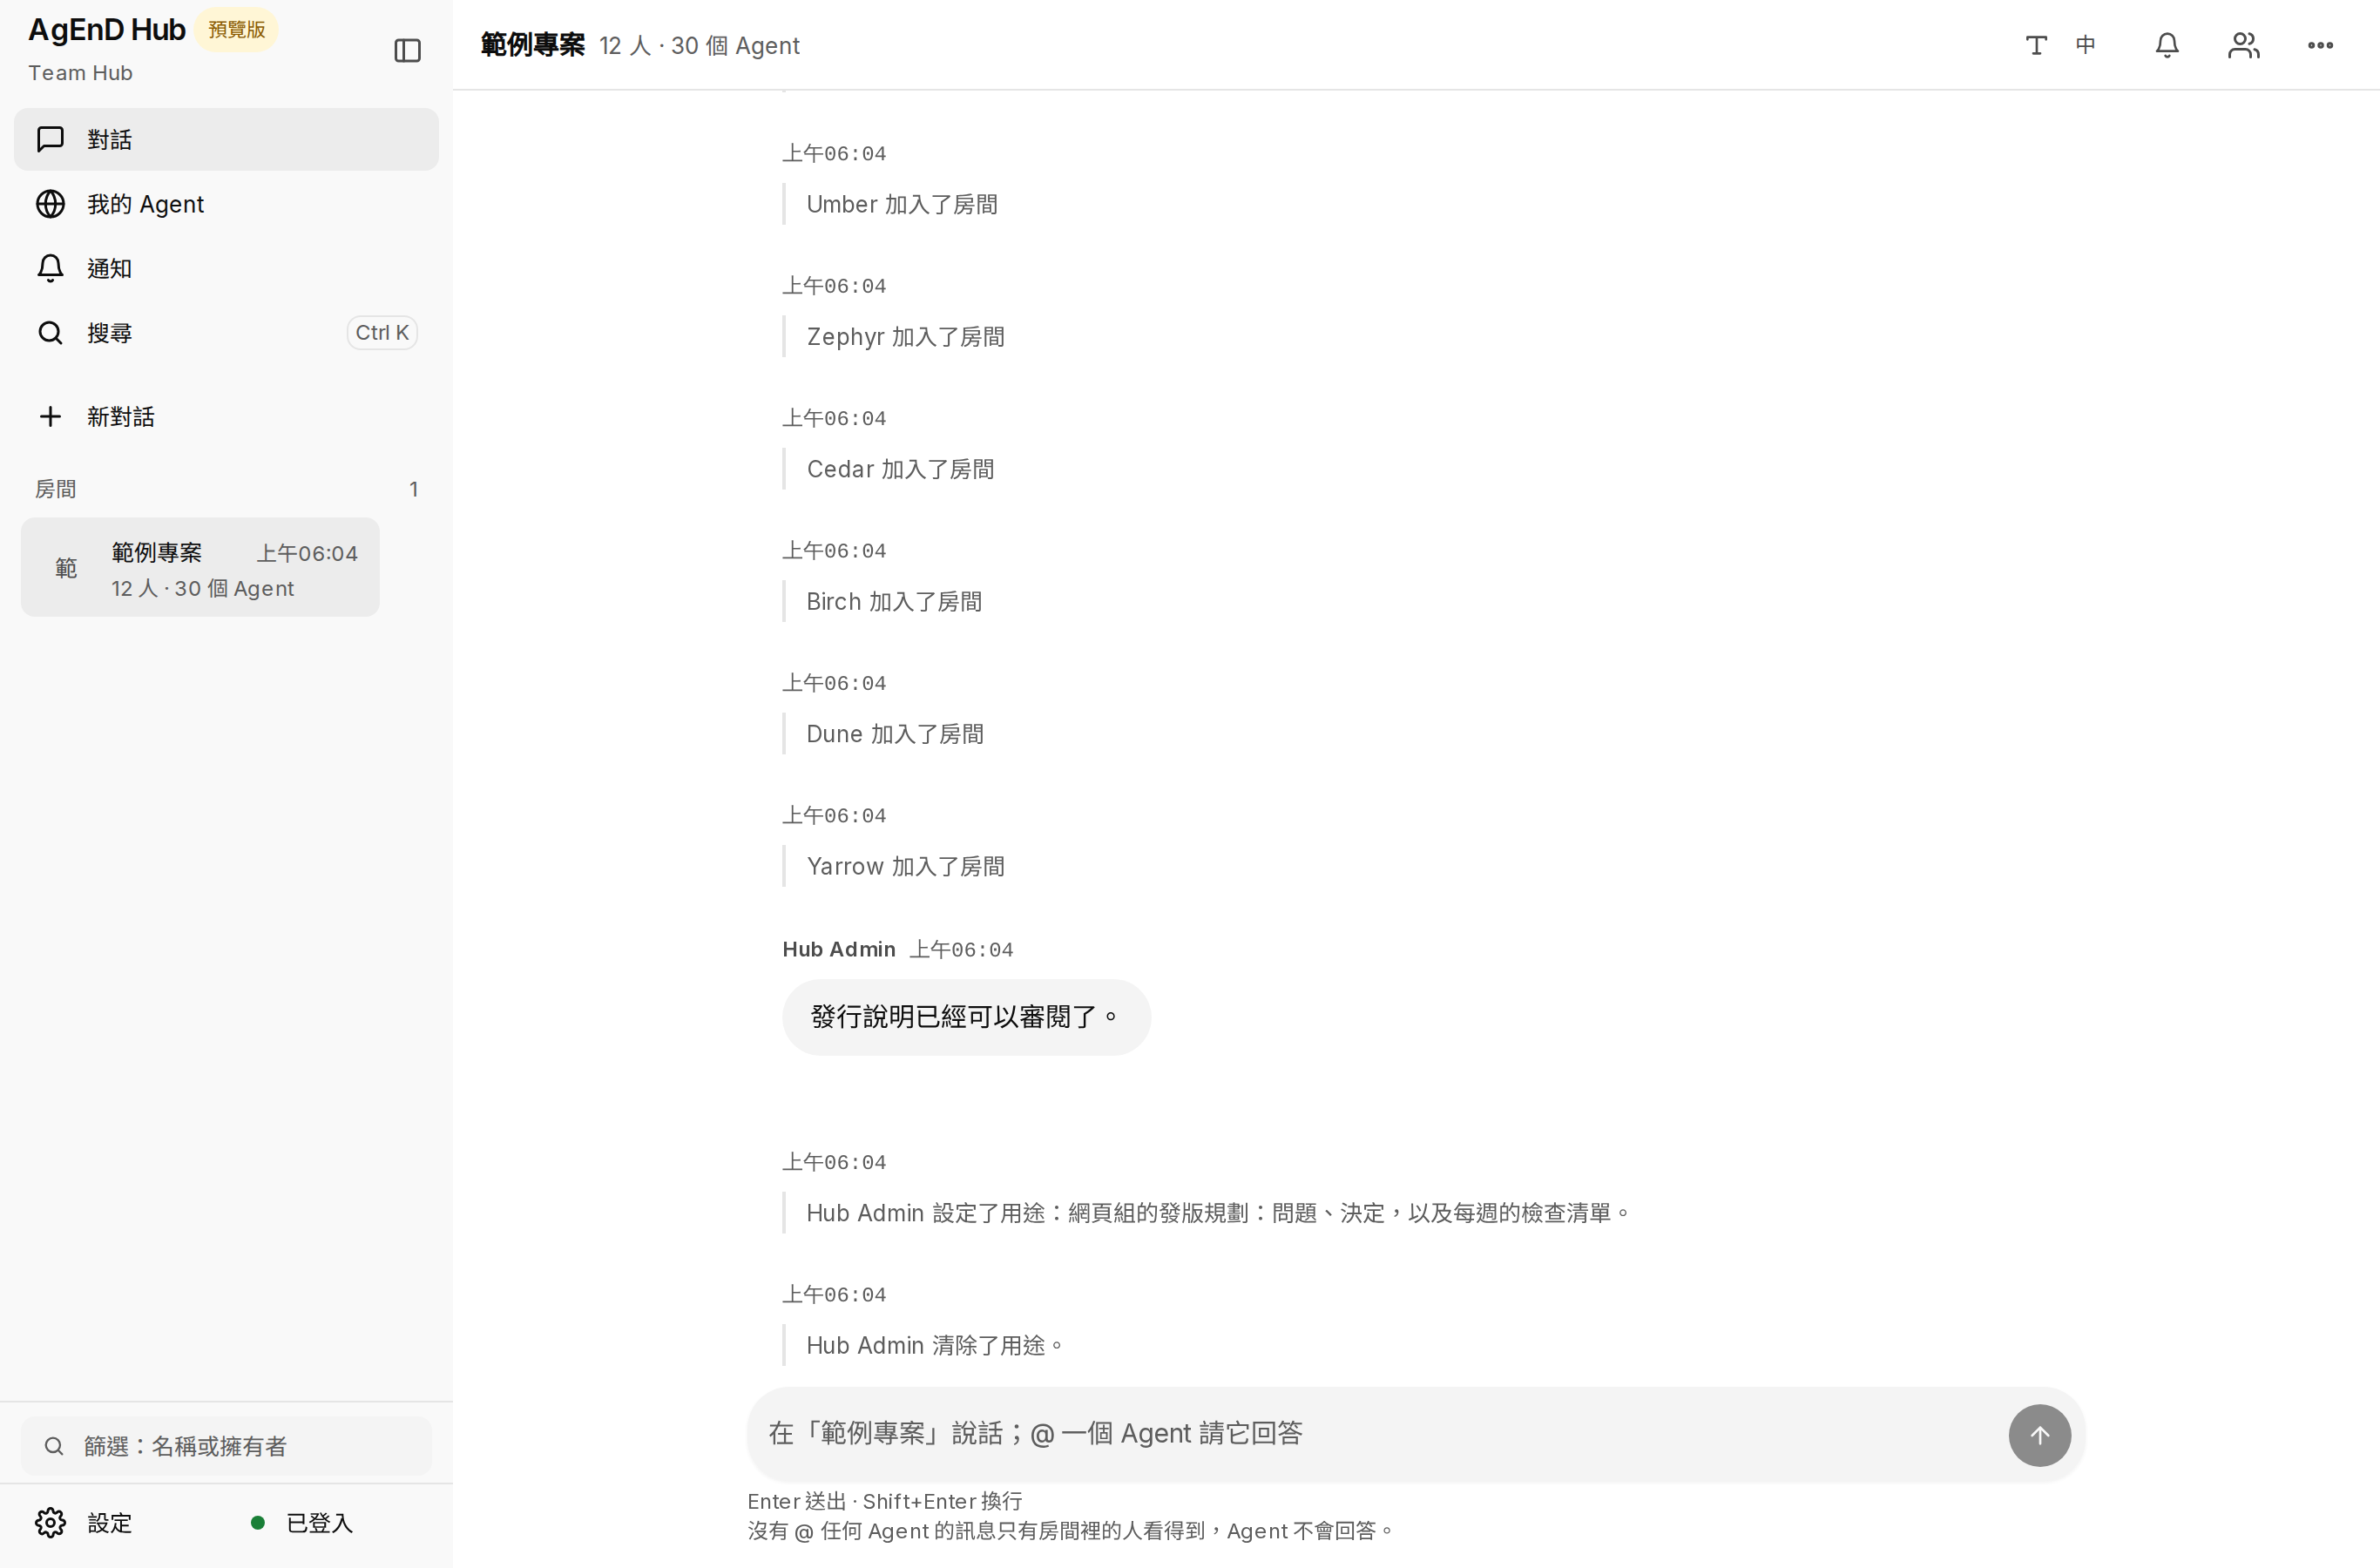 AgEnD Hub 預覽版
Team Hub
對話
我的 Agent
通知
搜尋 Ctrl K
新對話
房間 1
範 範例專案 上午06:04
12 人 · 30 個 Agent
篩選：名稱或擁有者
設定 已登入
範例專案 12 人 · 30 個 Agent
中
上午06:04
Umber 加入了房間
上午06:04
Zephyr 加入了房間
上午06:04
Cedar 加入了房間
上午06:04
Birch 加入了房間
上午06:04
Dune 加入了房間
上午06:04
Yarrow 加入了房間
Hub Admin 上午06:04
發行說明已經可以審閱了。
上午06:04
Hub Admin 設定了用途：網頁組的發版規劃：問題、決定，以及每週的檢查清單。
上午06:04
Hub Admin 清除了用途。
在「範例專案」說話；@ 一個 Agent 請它回答
Enter 送出 · Shift+Enter 換行
沒有 @ 任何 Agent 的訊息只有房間裡的人看得到，Agent 不會回答。